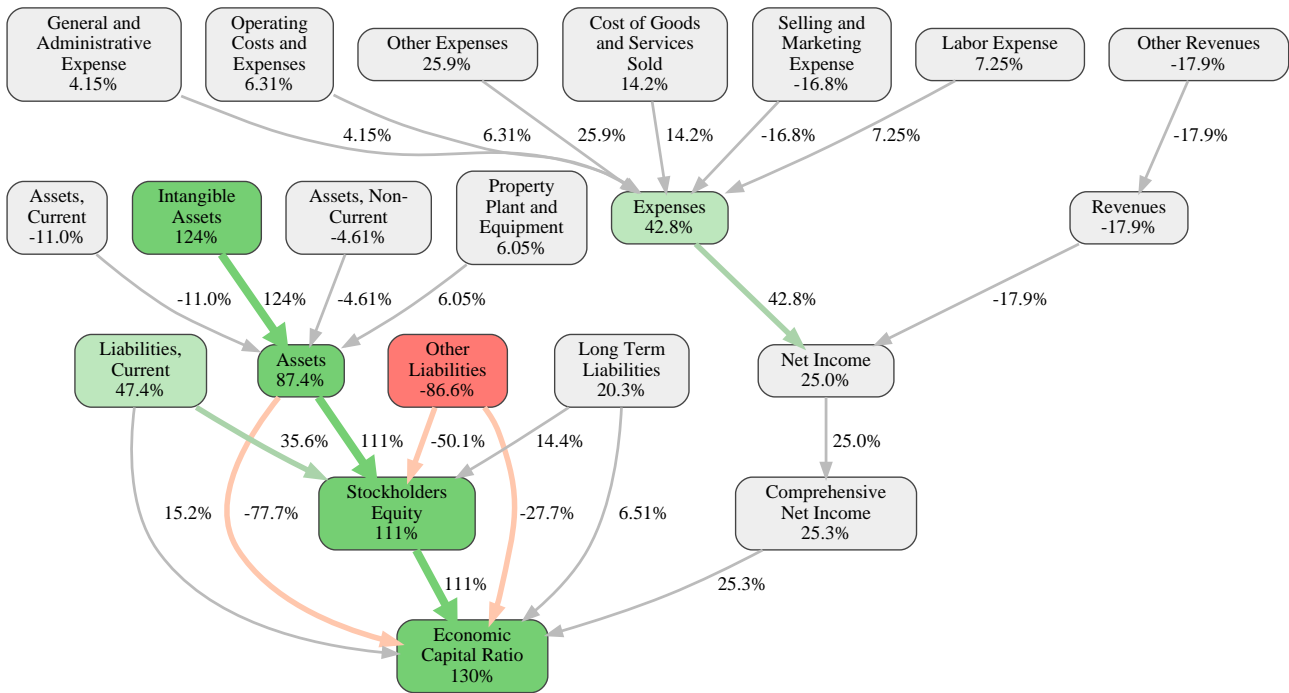 General and
Administrative
Expense
4.15%
Operating
Costs and
Expenses
6.31%
Other Expenses
25.9%
Cost of Goods
and Services
Sold
14.2%
Selling and
Marketing
Expense
-16.8%
Labor Expense
7.25%
Other Revenues
-17.9%
4.15%
6.31%
25.9%
14.2%
-16.8%
7.25%
-17.9%
Assets,
Current
-11.0%
Intangible
Assets
124%
Assets, Non-
Current
-4.61%
Property
Plant and
Equipment
6.05%
Expenses
42.8%
Revenues
-17.9%
-11.0%
124%
-4.61%
6.05%
42.8%
-17.9%
Liabilities,
Current
47.4%
Assets
87.4%
Other
Liabilities
-86.6%
Long Term
Liabilities
20.3%
Net Income
25.0%
35.6%
111%
-50.1%
14.4%
25.0%
15.2%
-77.7%
Stockholders
Equity
111%
-27.7%
6.51%
Comprehensive
Net Income
25.3%
111%
25.3%
Economic
Capital Ratio
130%